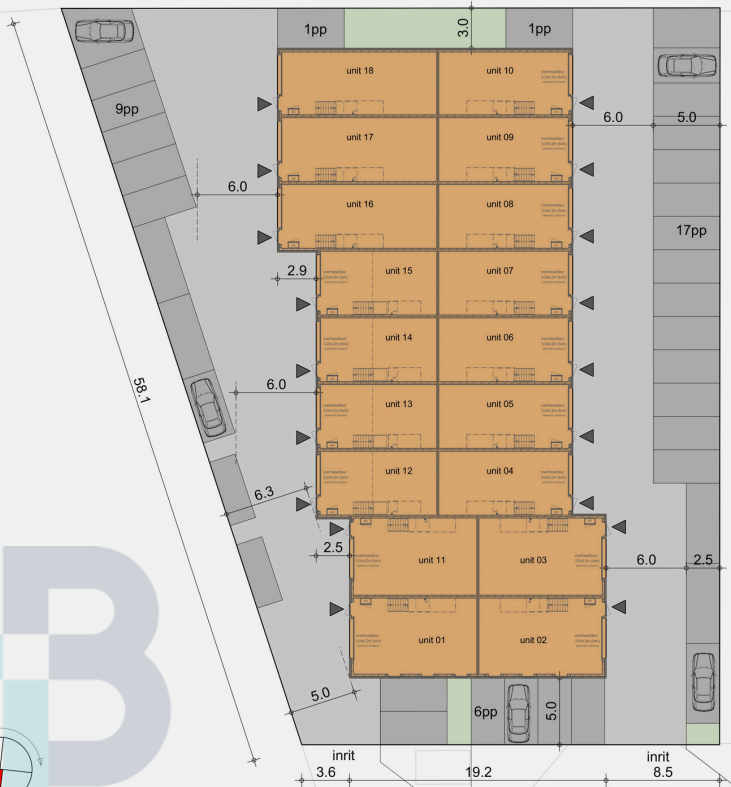 1pp
3.0
1pp
unit 18
unit 10
9pp
6.0
5.0
unit 17
unit 09
6.0
unit 16
unit 08
17pp
2.9
unit 15
unit 07
unit 14
unit 06
58.1
6.0
unit 13
unit 05
unit 12
unit 04
6.3
2.5
unit 11
unit 03
6.0
2.5
unit 01
unit 02
5.0
6pp
5.0
inrit
inrit
3.6
19.2
8.5
B